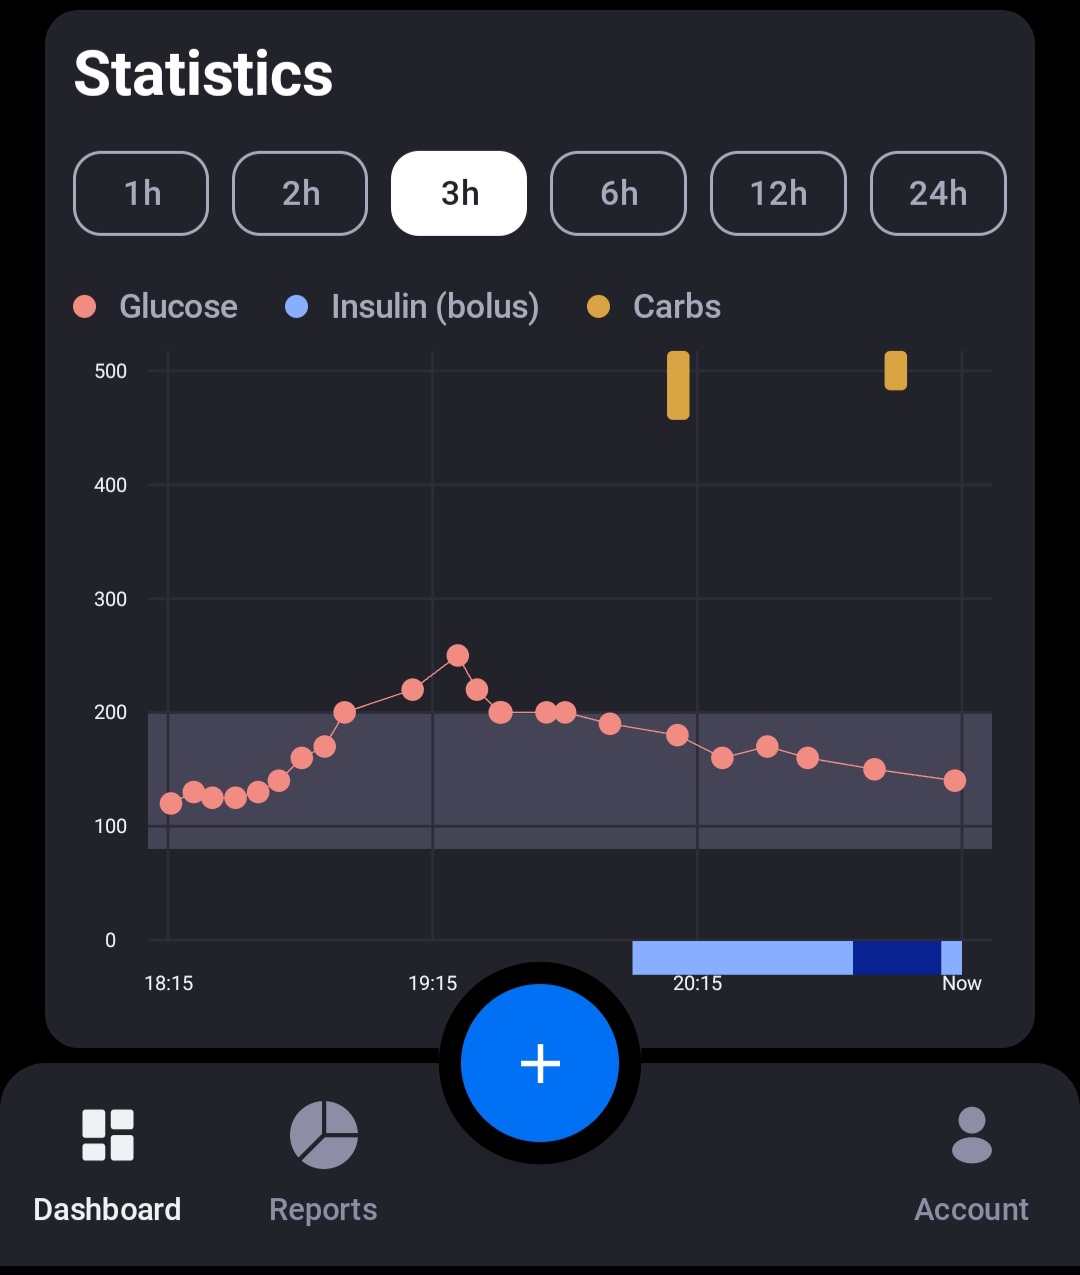 Statistics
1h 2h 3h 6h 12h 24h
Glucose Insulin (bolus) Carbs
500
400
300
200
100
0
18:15 19:15 20:15 Now
+
Dashboard Reports Account